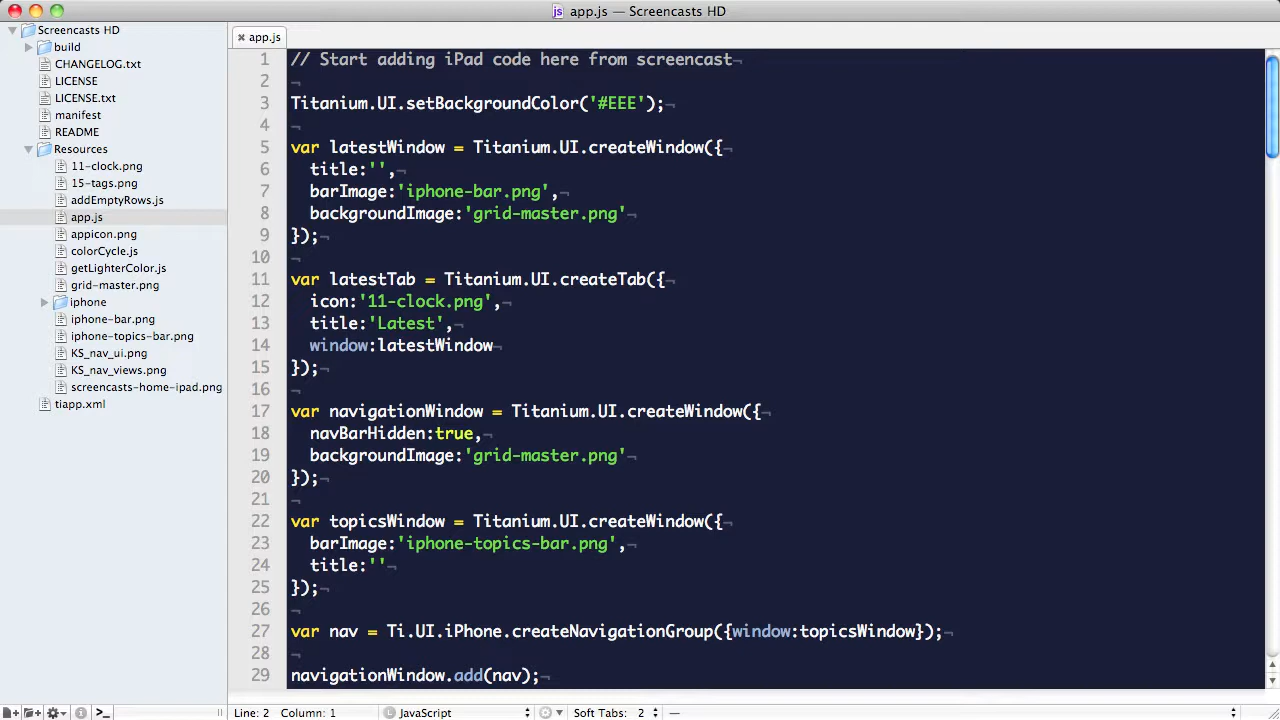 app.js — Screencasts HD
Screencasts HD
build
CHANGELOG.txt
LICENSE
LICENSE.txt
manifest
README
Resources
11-clock.png
15-tags.png
addEmptyRows.js
app.js
appicon.png
colorCycle.js
getLighterColor.js
grid-master.png
iphone
iphone-bar.png
iphone-topics-bar.png
KS_nav_ui.png
KS_nav_views.png
screencasts-home-ipad.png
tiapp.xml
app.js
1 // Start adding iPad code here from screencast¬
2 ¬
3 Titanium.UI.setBackgroundColor('#EEE');¬
4 ¬
5 var latestWindow = Titanium.UI.createWindow({¬
6 title:'',¬
7 barImage:'iphone-bar.png',¬
8 backgroundImage:'grid-master.png'¬
9 });¬
10 ¬
11 var latestTab = Titanium.UI.createTab({¬
12 icon:'11-clock.png',¬
13 title:'Latest',¬
14 window:latestWindow¬
15 });¬
16 ¬
17 var navigationWindow = Titanium.UI.createWindow({¬
18 navBarHidden:true,¬
19 backgroundImage:'grid-master.png'¬
20 });¬
21 ¬
22 var topicsWindow = Titanium.UI.createWindow({¬
23 barImage:'iphone-topics-bar.png',¬
24 title:''¬
25 });¬
26 ¬
27 var nav = Ti.UI.iPhone.createNavigationGroup({window:topicsWindow});¬
28 ¬
29 navigationWindow.add(nav);¬
Line: 2 Column: 1 L JavaScript Soft Tabs: 2 —